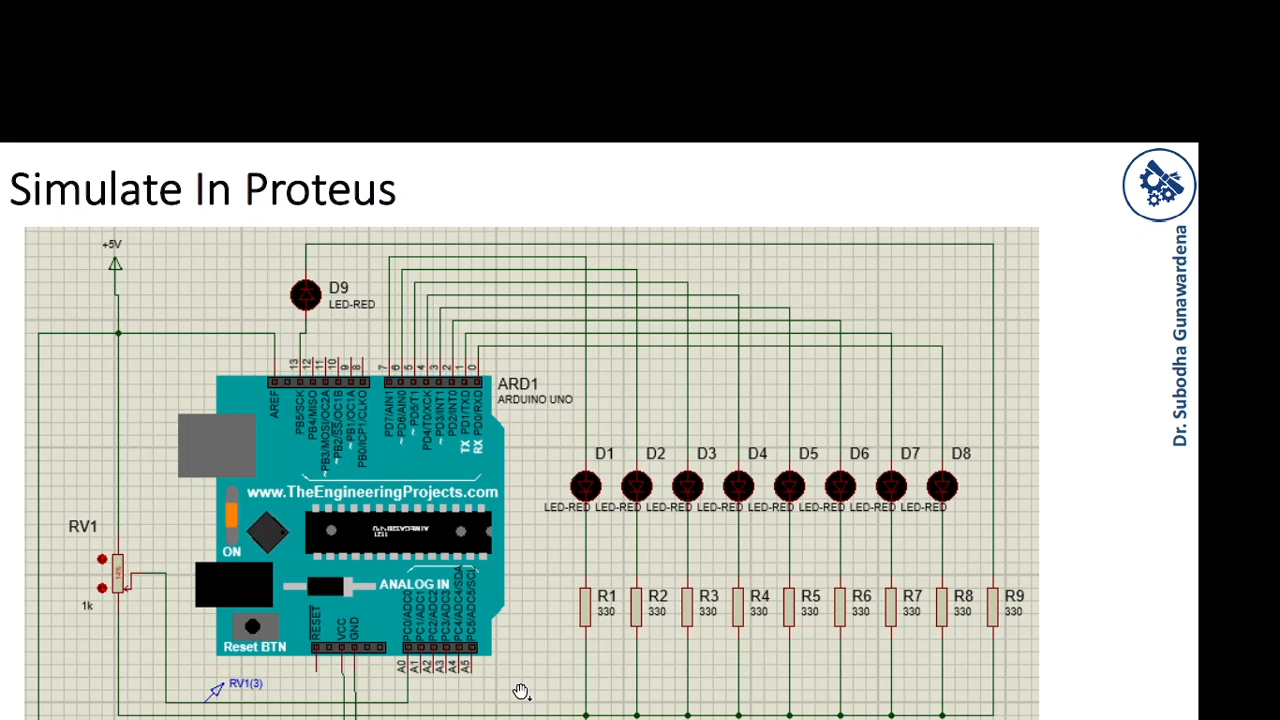 Simulate In Proteus
Dr. Subodha Gunawardena
+5V
D9
LED-RED
13
12
11
10
9
8
7
6
5
4
3
2
1
0
ARD1
ARDUINO UNO
AREF
PB5/SCK
PB4/MISO
~PB3/MOSI/OC2A
~PB2/SS/OC1B
~PB1/OC1A
PB0/ICP1/CLKO
PD7/AIN1
~PD6/AIN0
~PD5/T1
PD4/T0/XCK
~PD3/INT1
PD2/INT0
TX PD1/TXD
RX PD0/RXD
www.TheEngineeringProjects.com
D1 D2 D3 D4 D5 D6 D7 D8
LED-RED LED-RED LED-RED LED-RED LED-RED LED-RED LED-RED LED-RED
RV1
1k
ON
ANALOG IN
Reset BTN
RESET
VCC
GND
PC0/ADC0
PC1/ADC1
PC2/ADC2
PC3/ADC3
PC4/ADC4/SDA
PC5/ADC5/SCL
A0
A1
A2
A3
A4
A5
R1 R2 R3 R4 R5 R6 R7 R8 R9
330 330 330 330 330 330 330 330 330
RV1(3)